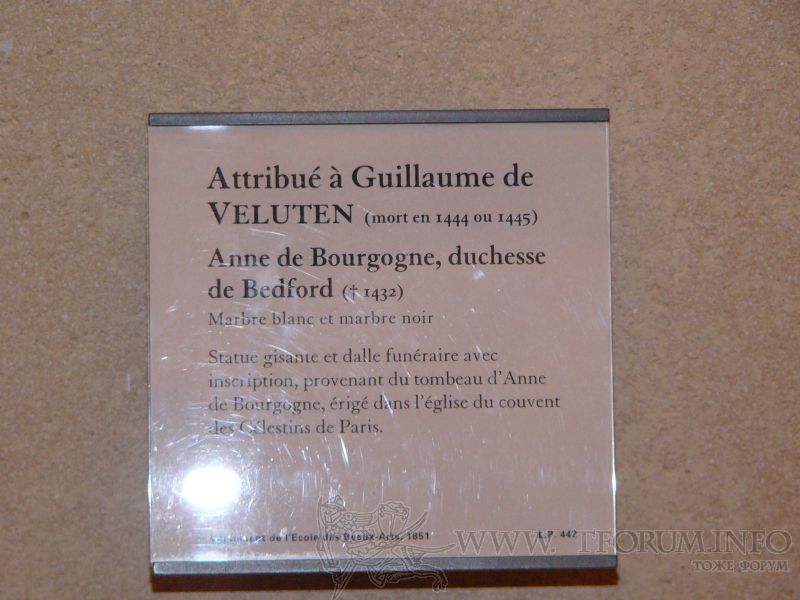 Attribué à Guillaume de
VELUTEN (mort en 1444 ou 1445)
Anne de Bourgogne, duchesse
de Bedford († 1432)
Marbre blanc et marbre noir
Statue gisante et dalle funéraire avec
inscription, provenant du tombeau d'Anne
de Bourgogne, érigé dans l'église du couvent
des Célestins de Paris.
de l'Ecole des Beaux-Arts, 1851
L.P. 442
WWW.TFORUM.INFO
ТОЖЕ ФОРУМ